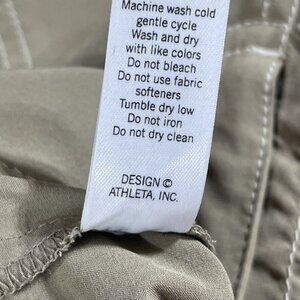 Machine wash cold
gentle cycle
Wash and dry
with like colors
Do not bleach
Do not use fabric
softeners
Tumble dry low
Do not iron
Do not dry clean
DESIGN ©
ATHLETA, INC.